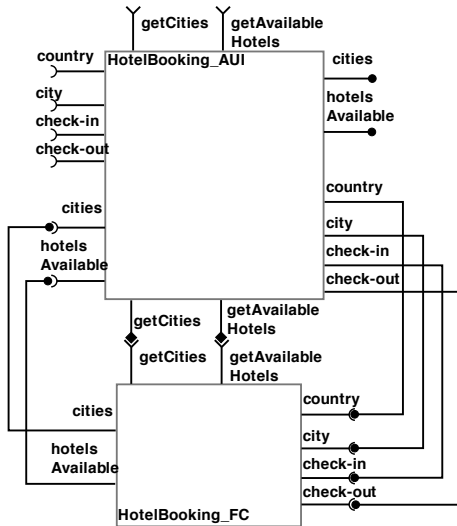 getCities
getAvailable
Hotels
country
HotelBooking_AUI
cities
city
hotels
Available
check-in
check-out
country
cities
city
hotels
Available
check-in
check-out
getCities
getAvailable
Hotels
getCities
getAvailable
Hotels
country
cities
city
hotels
Available
check-in
check-out
HotelBooking_FC